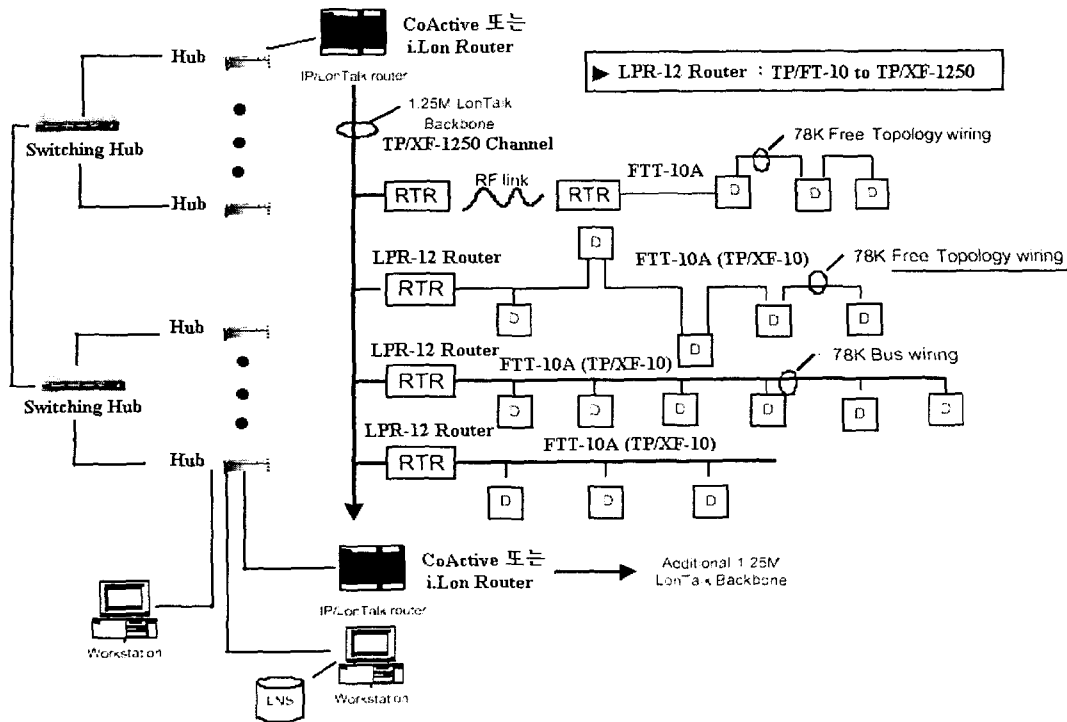 CoActive 또는
i.Lon Router
Hub
IP/LonTalk router
▶ LPR-12 Router : TP/FT-10 to TP/XF-1250
1.25M LonTalk
Backbone
TP/XF-1250 Channel
78K Free Topology wiring
Switching Hub
RF link
FTT-10A
RTR
RTR
D
D
D
Hub
D
LPR-12 Router
FTT-10A (TP/XF-10)
78K Free Topology wiring
RTR
D
D
D
D
Hub
LPR-12 Router
FTT-10A (TP/XF-10)
78K Bus wiring
RTR
Switching Hub
D
D
D
D
D
D
LPR-12 Router
FTT-10A (TP/XF-10)
Hub
RTR
D
D
D
CoActive 또는
i.Lon Router
Additional 1.25M
LonTalk Backbone
IP/LonTalk router
Workstation
LNS
Workstation